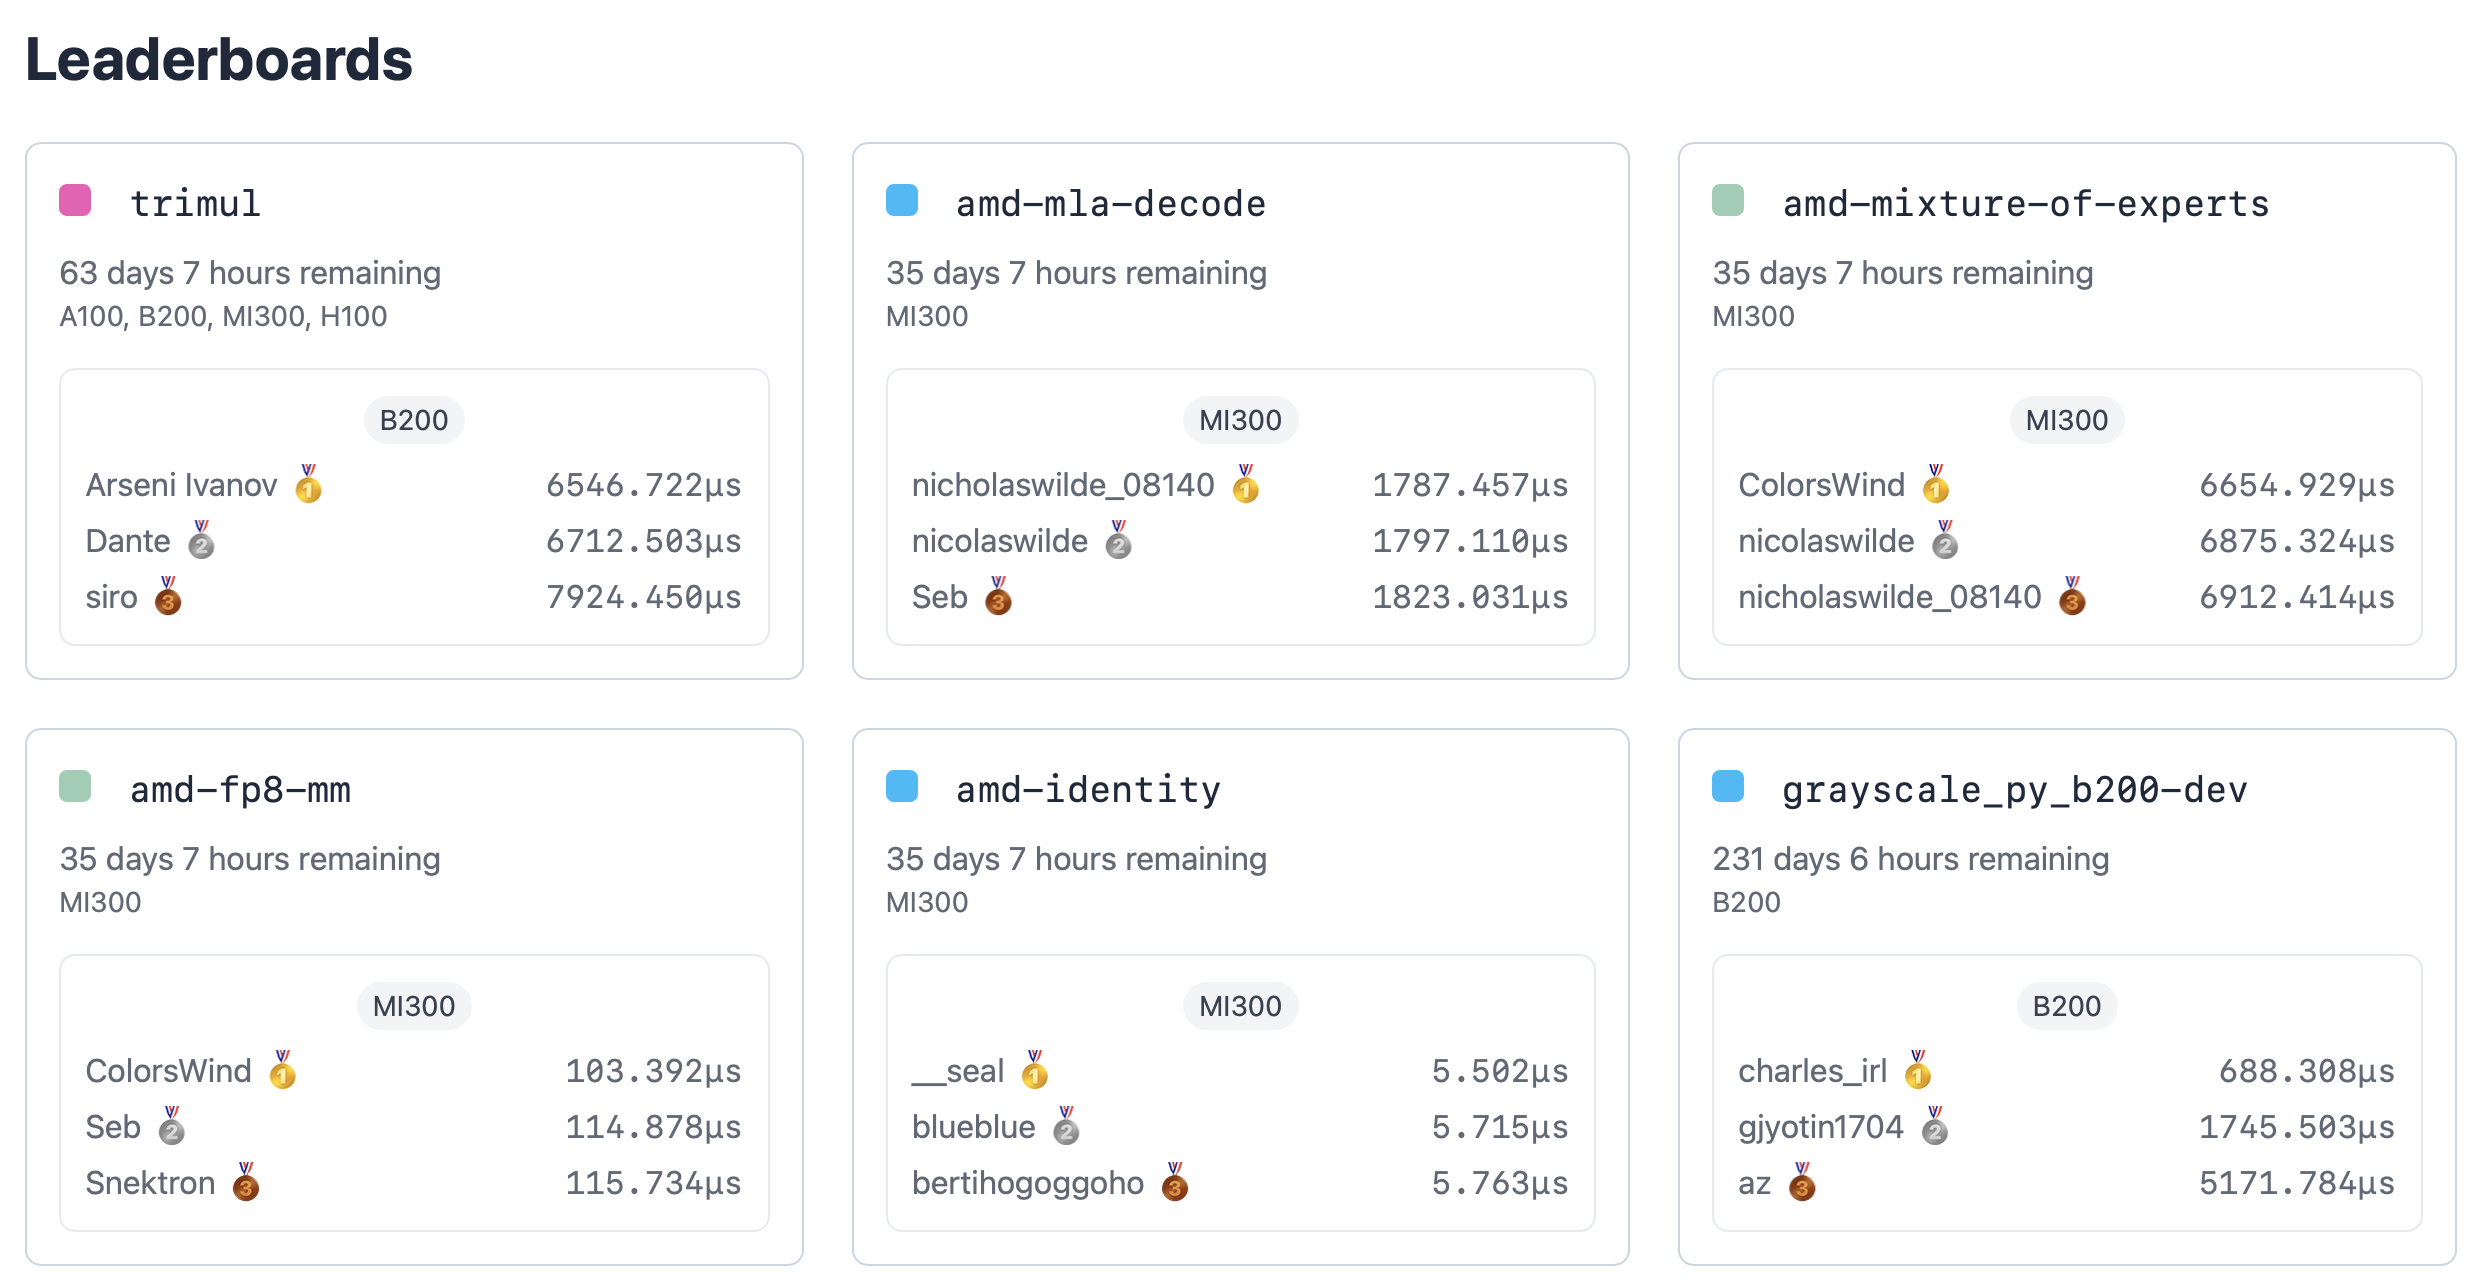 Leaderboards
trimul
63 days 7 hours remaining
A100, B200, MI300, H100
B200
Arseni Ivanov 🥇 6546.722µs
Dante 🥈 6712.503µs
siro 🥉 7924.450µs
amd-mla-decode
35 days 7 hours remaining
MI300
MI300
nicholaswilde_08140 🥇 1787.457µs
nicolaswilde 🥈 1797.110µs
Seb 🥉 1823.031µs
amd-mixture-of-experts
35 days 7 hours remaining
MI300
MI300
ColorsWind 🥇 6654.929µs
nicolaswilde 🥈 6875.324µs
nicholaswilde_08140 🥉 6912.414µs
amd-fp8-mm
35 days 7 hours remaining
MI300
MI300
ColorsWind 🥇 103.392µs
Seb 🥈 114.878µs
Snektron 🥉 115.734µs
amd-identity
35 days 7 hours remaining
MI300
MI300
__seal 🥇 5.502µs
blueblue 🥈 5.715µs
bertihogoggoho 🥉 5.763µs
grayscale_py_b200-dev
231 days 6 hours remaining
B200
B200
charles_irl 🥇 688.308µs
gjyotin1704 🥈 1745.503µs
az 🥉 5171.784µs